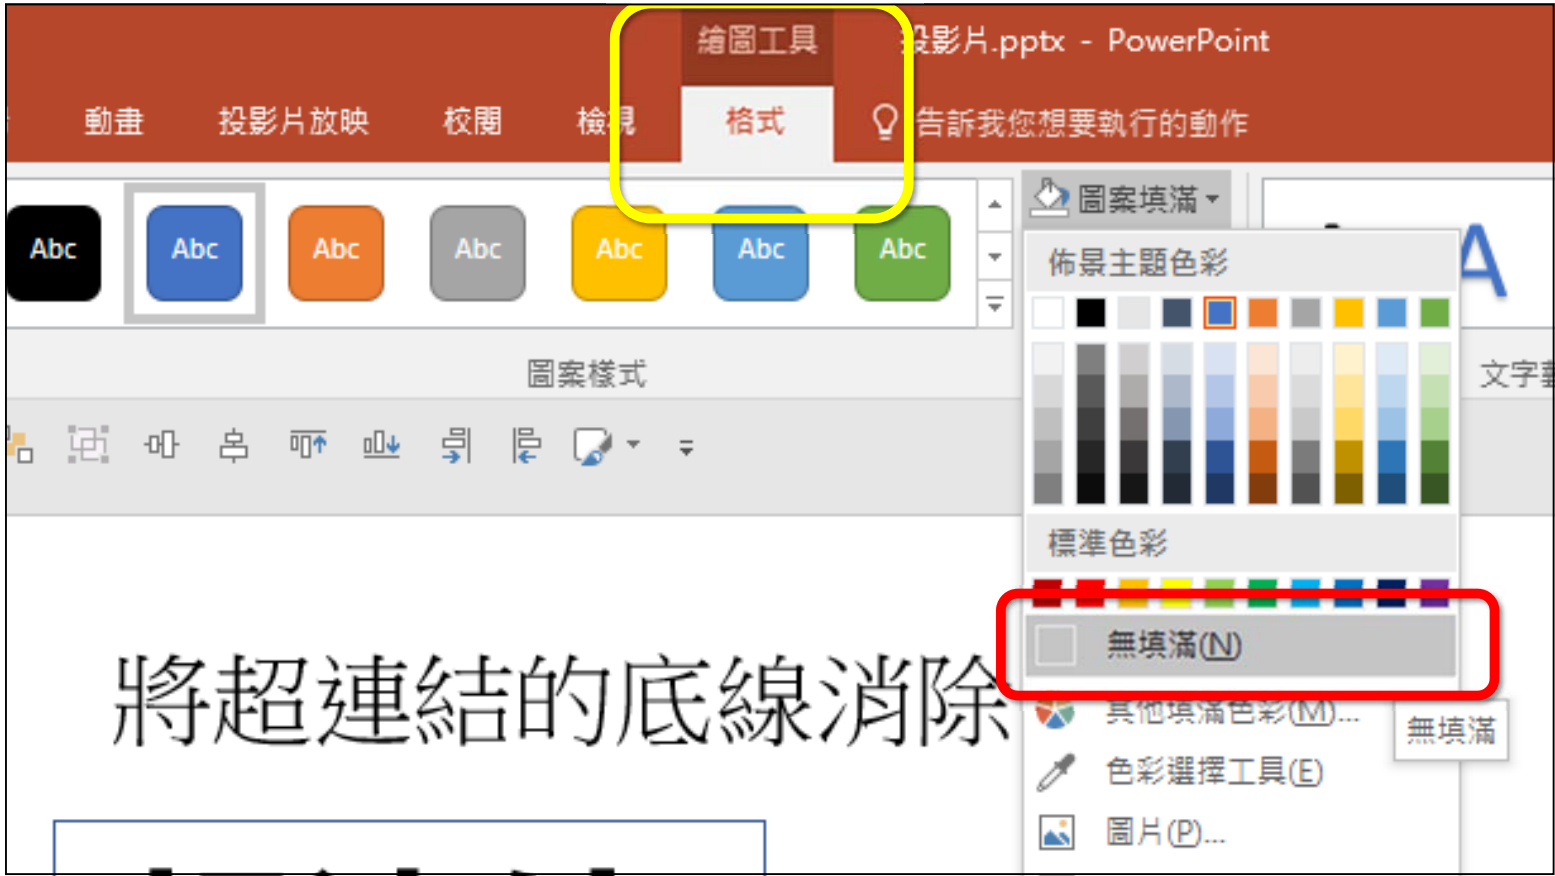 繪圖工具
投影片.pptx - PowerPoint
動畫
投影片放映
校閱
檢視
格式
告訴我您想要執行的動作
Abc
Abc
Abc
Abc
Abc
Abc
Abc
圖案填滿
A
佈景主題色彩
圖案樣式
文字藝
標準色彩
無填滿(N)
將超連結的底線消除
其他填滿色彩(M)...
無填滿
色彩選擇工具(E)
圖片(P)...